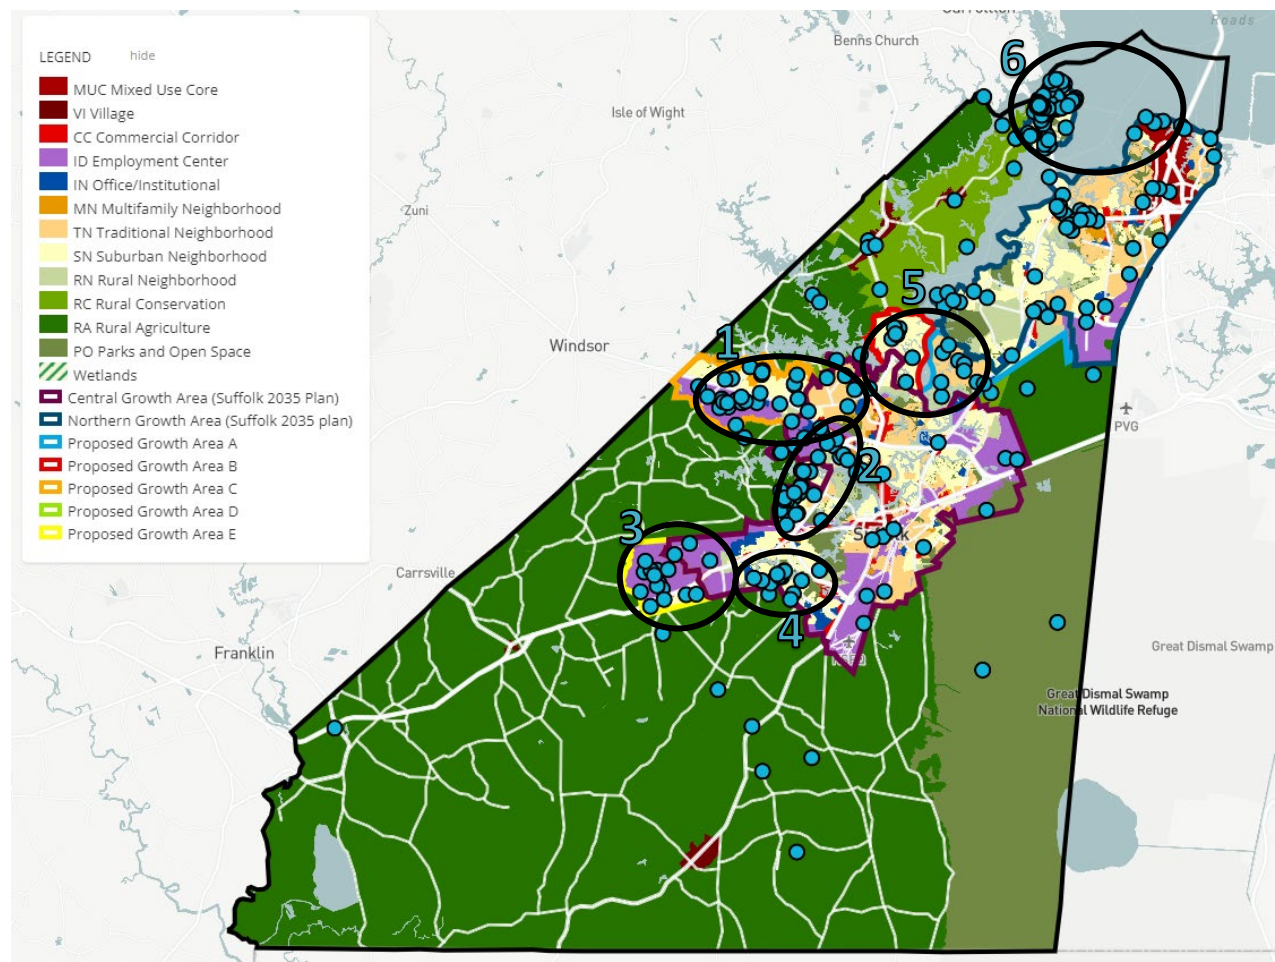 LEGEND hide
MUC Mixed Use Core
VI Village
CC Commercial Corridor
ID Employment Center
IN Office/Institutional
MN Multifamily Neighborhood
TN Traditional Neighborhood
SN Suburban Neighborhood
RN Rural Neighborhood
RC Rural Conservation
RA Rural Agriculture
PO Parks and Open Space
Wetlands
Central Growth Area (Suffolk 2035 Plan)
Northern Growth Area (Suffolk 2035 plan)
Proposed Growth Area A
Proposed Growth Area B
Proposed Growth Area C
Proposed Growth Area D
Proposed Growth Area E
Roads
Benns Church
6
Isle of Wight
Zuni
5
Windsor
1
PVG
2
3
Carrsville
4
Franklin
Great Dismal Swamp
Great Dismal Swamp
National Wildlife Refuge